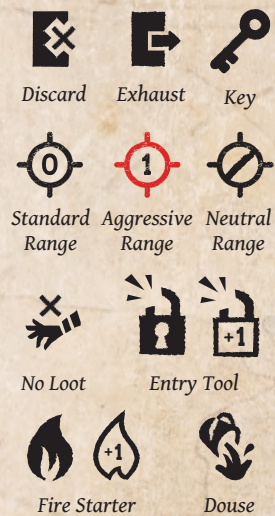 Discard Exhaust Key
0 1
Standard Aggressive Neutral
Range Range Range
+1
No Loot Entry Tool
+1
Fire Starter Douse